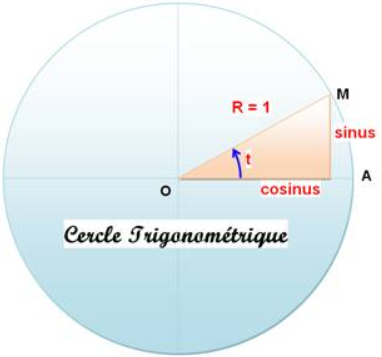 M
R = 1
sinus
t
A
O
cosinus
Cercle Trigonométrique